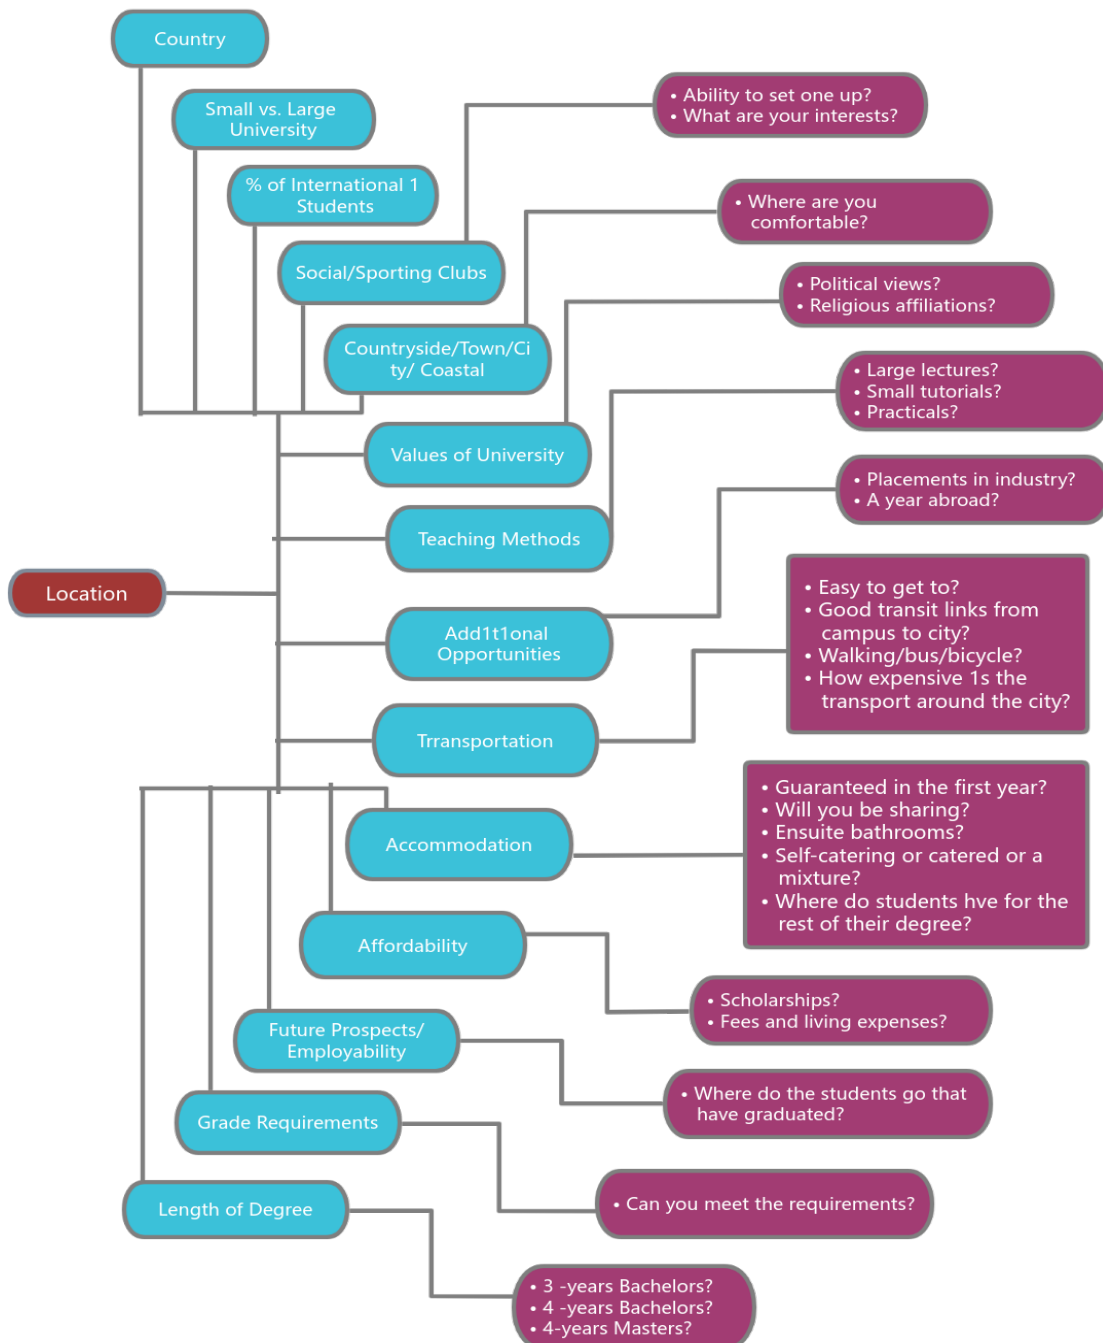 Country
Small vs. Large
University
% of International 1
Students
Social/Sporting Clubs
Countryside/Town/Ci
ty/ Coastal
Values of University
Teaching Methods
Location
Add1t1onal
Opportunities
Trransportation
Accommodation
Affordability
Future Prospects/
Employability
Grade Requirements
Length of Degree
• Ability to set one up?
• What are your interests?
• Where are you
comfortable?
• Political views?
• Religious affiliations?
• Large lectures?
• Small tutorials?
• Practicals?
• Placements in industry?
• A year abroad?
• Easy to get to?
• Good transit links from
campus to city?
• Walking/bus/bicycle?
• How expensive 1s the
transport around the city?
• Guaranteed in the first year?
• Will you be sharing?
• Ensuite bathrooms?
• Self-catering or catered or a
mixture?
• Where do students hve for the
rest of their degree?
• Scholarships?
• Fees and living expenses?
• Where do the students go that
have graduated?
• Can you meet the requirements?
• 3 -years Bachelors?
• 4 -years Bachelors?
• 4-years Masters?